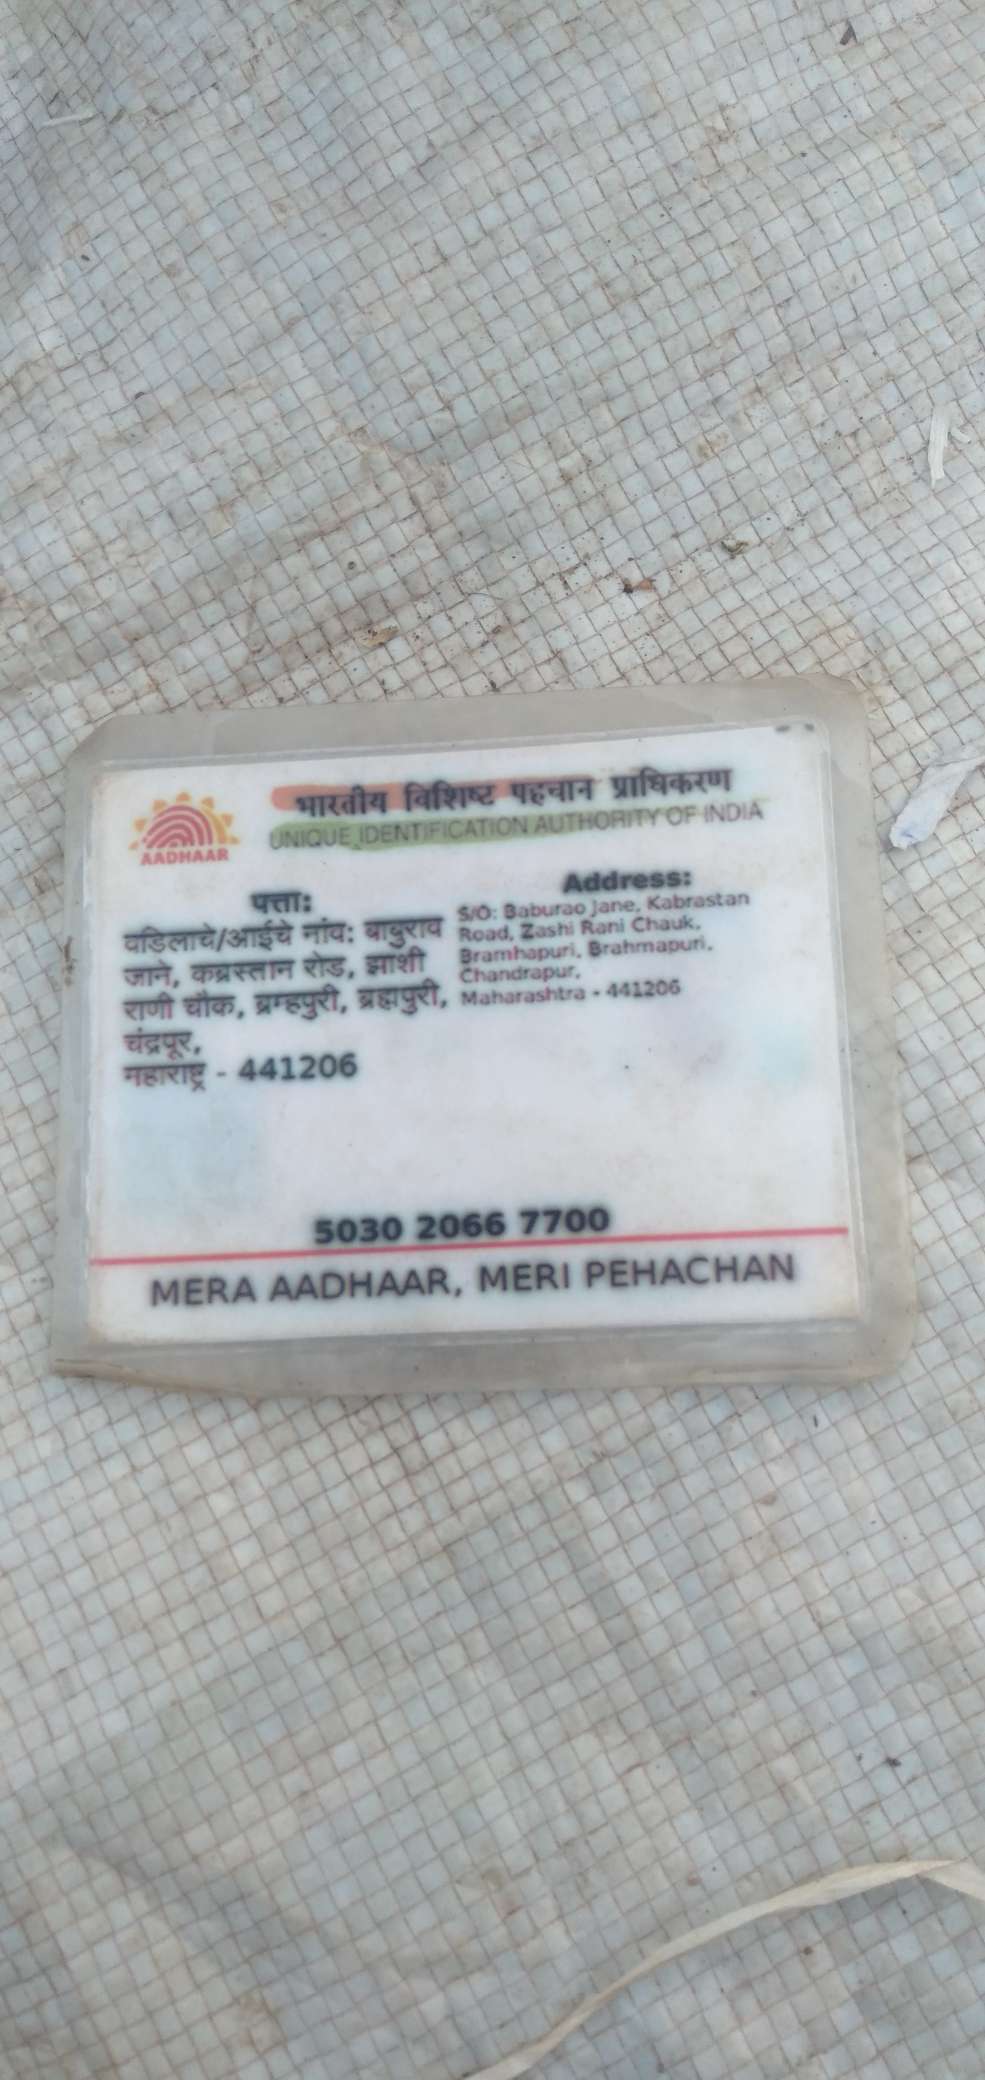 भारतीय विशिष्ट पहचान प्राधिकरण
UNIQUE IDENTIFICATION AUTHORITY OF INDIA
AADHAAR
पत्ता:
वडिलाचे/आईचे नांव: बाबुराव
जाने, कब्रस्तान रोड, झाशी
राणी चौक, ब्रम्हपुरी, ब्रह्मपुरी,
चंद्रपूर,
महाराष्ट्र - 441206
Address:
S/O: Baburao Jane, Kabrastan
Road, Zashi Rani Chauk,
Bramhapuri, Brahmapuri,
Chandrapur,
Maharashtra - 441206
5030 2066 7700
MERA AADHAAR, MERI PEHACHAN